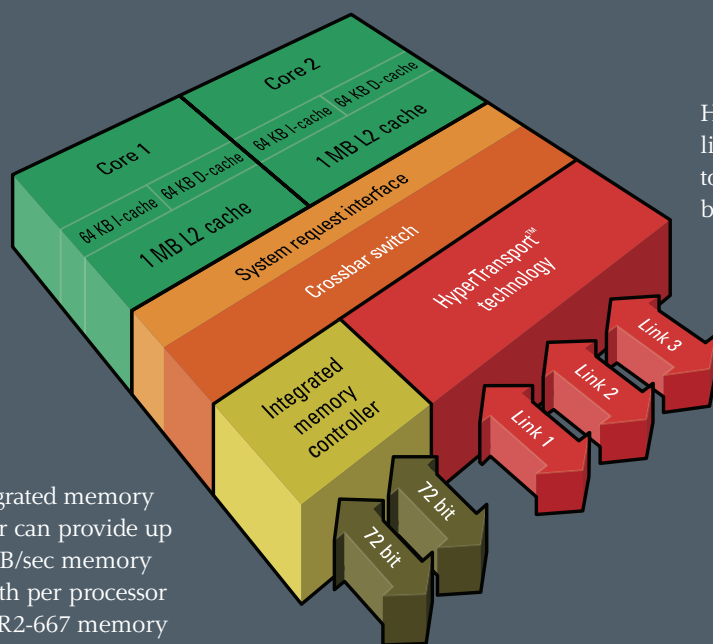 Core 2
64 KB I-cache
64 KB D-cache
1 MB L2 cache
Core 1
64 KB I-cache
64 KB D-cache
1 MB L2 cache
System request interface
Crossbar switch
HyperTransport™
technology
Integrated
memory
controller
Link 3
Link 2
Link 1
72 bit
72 bit
memory
can provide up
B/sec memory
per processor
R2-667 memory